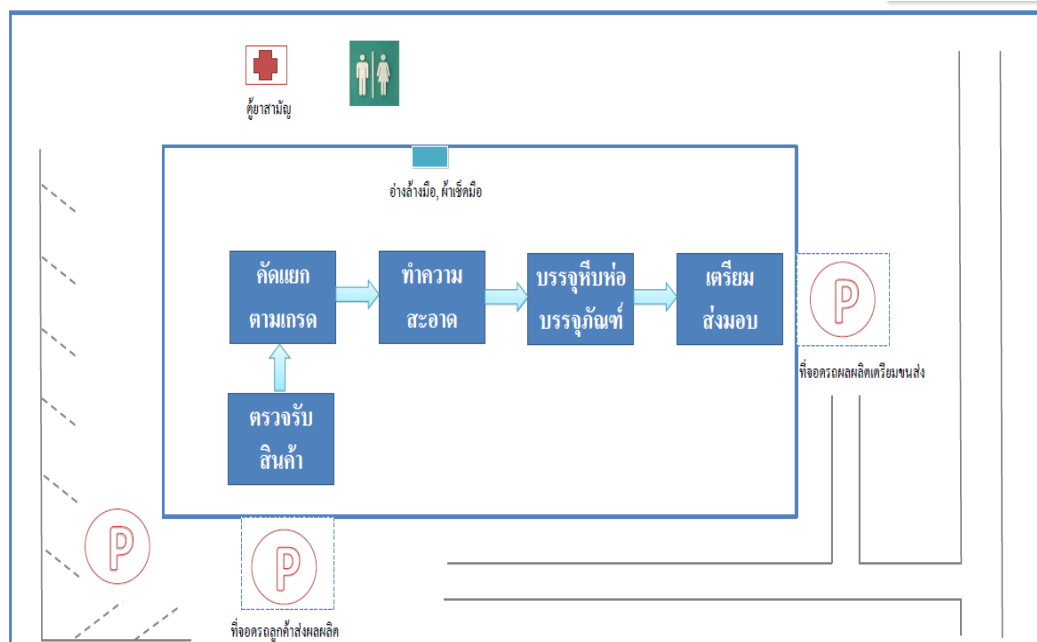 ตู้ยาสามัญ
อ่างล้างมือ, ผ้าเช็ดมือ
คัดแยก
ตามเกรด
ทำความ
สะอาด
บรรจุหีบห่อ
บรรจุภัณฑ์
เตรียม
ส่งมอบ
P
ที่จอดรถผลผลิตเตรียมขนส่ง
ตรวจรับ
สินค้า
P
P
ที่จอดรถลูกค้าส่งผลผลิต